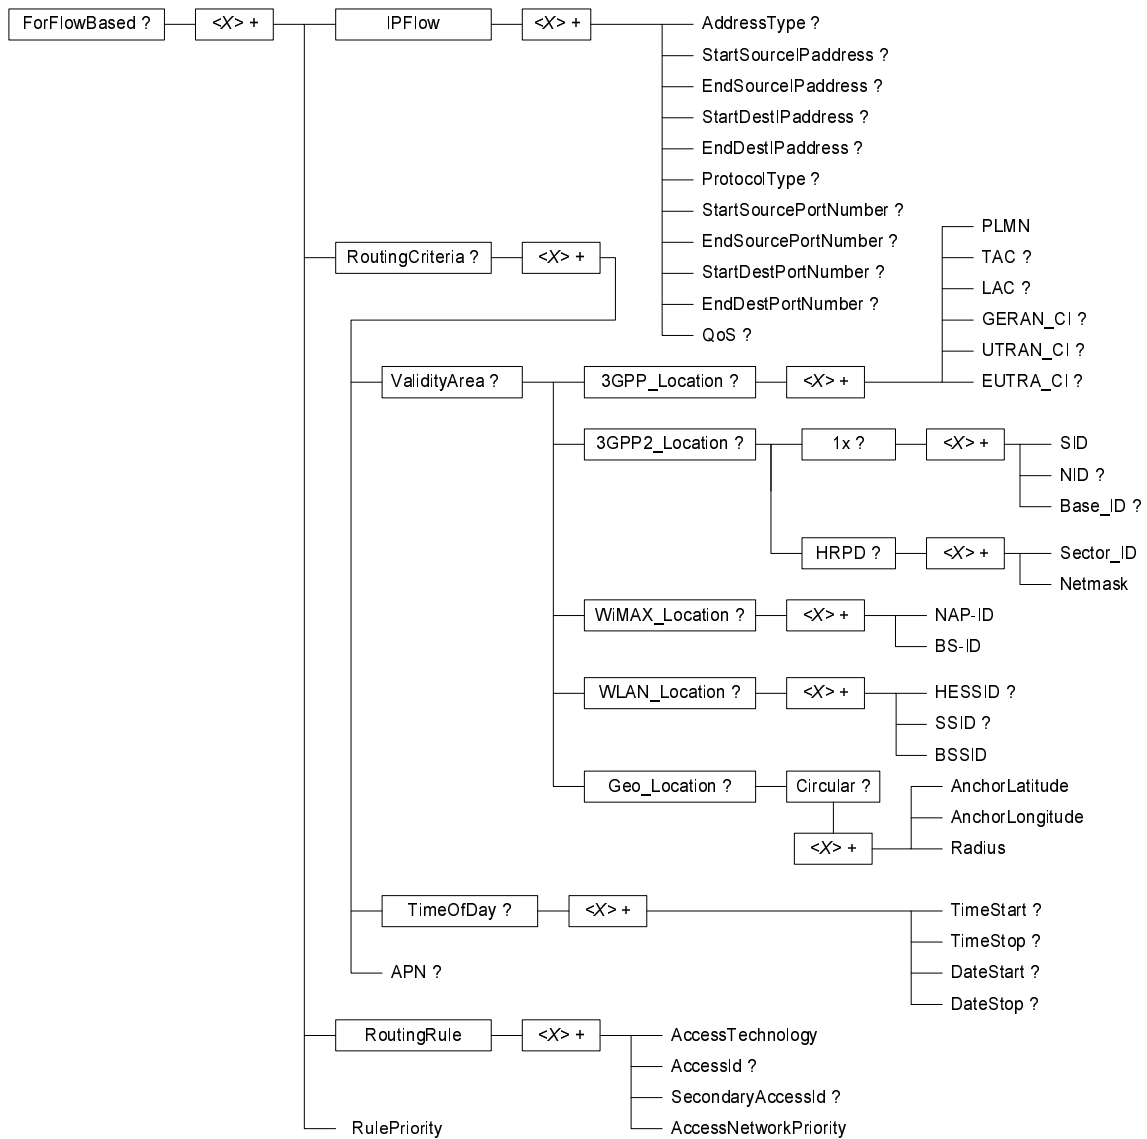 ForFlowBased ?
<X> +
IPFlow
<X> +
AddressType ?
StartSourceIPaddress ?
EndSourceIPaddress ?
StartDestIPaddress ?
EndDestIPaddress ?
ProtocolType ?
StartSourcePortNumber ?
EndSourcePortNumber ?
StartDestPortNumber ?
EndDestPortNumber ?
QoS ?
RoutingCriteria ?
<X> +
ValidityArea ?
3GPP_Location ?
<X> +
PLMN
TAC ?
LAC ?
GERAN_CI ?
UTRAN_CI ?
EUTRA_CI ?
3GPP2_Location ?
1x ?
<X> +
SID
NID ?
Base_ID ?
HRPD ?
<X> +
Sector_ID
Netmask
WiMAX_Location ?
<X> +
NAP-ID
BS-ID
WLAN_Location ?
<X> +
HESSID ?
SSID ?
BSSID
Geo_Location ?
Circular ?
<X> +
AnchorLatitude
AnchorLongitude
Radius
TimeOfDay ?
<X> +
TimeStart ?
TimeStop ?
DateStart ?
DateStop ?
APN ?
RoutingRule
<X> +
AccessTechnology
AccessId ?
SecondaryAccessId ?
AccessNetworkPriority
RulePriority